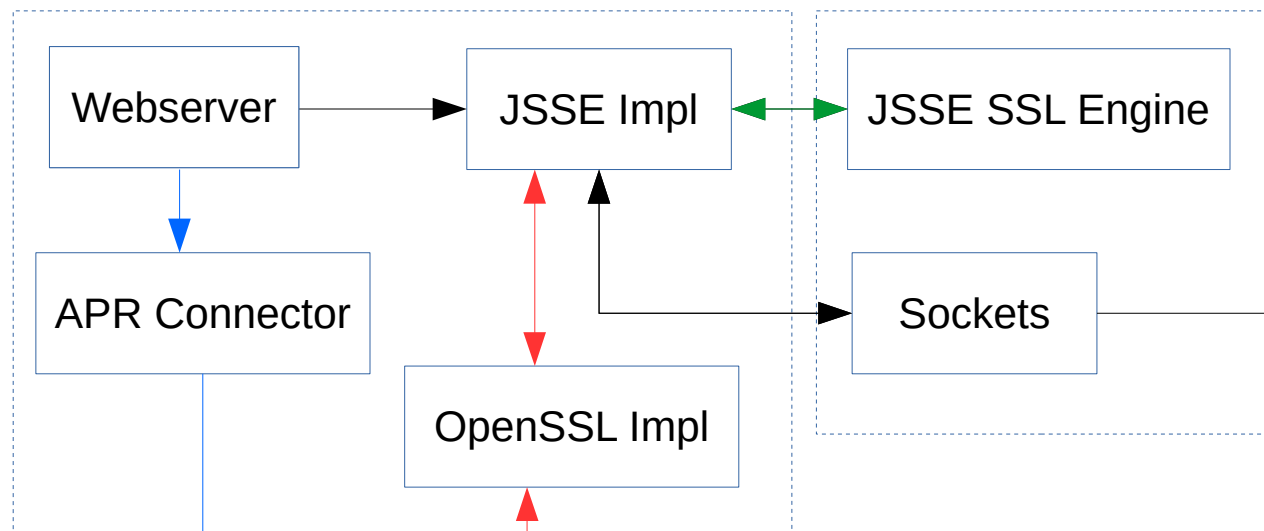 Webserver
JSSE Impl
JSSE SSL Engine
APR Connector
Sockets
OpenSSL Impl